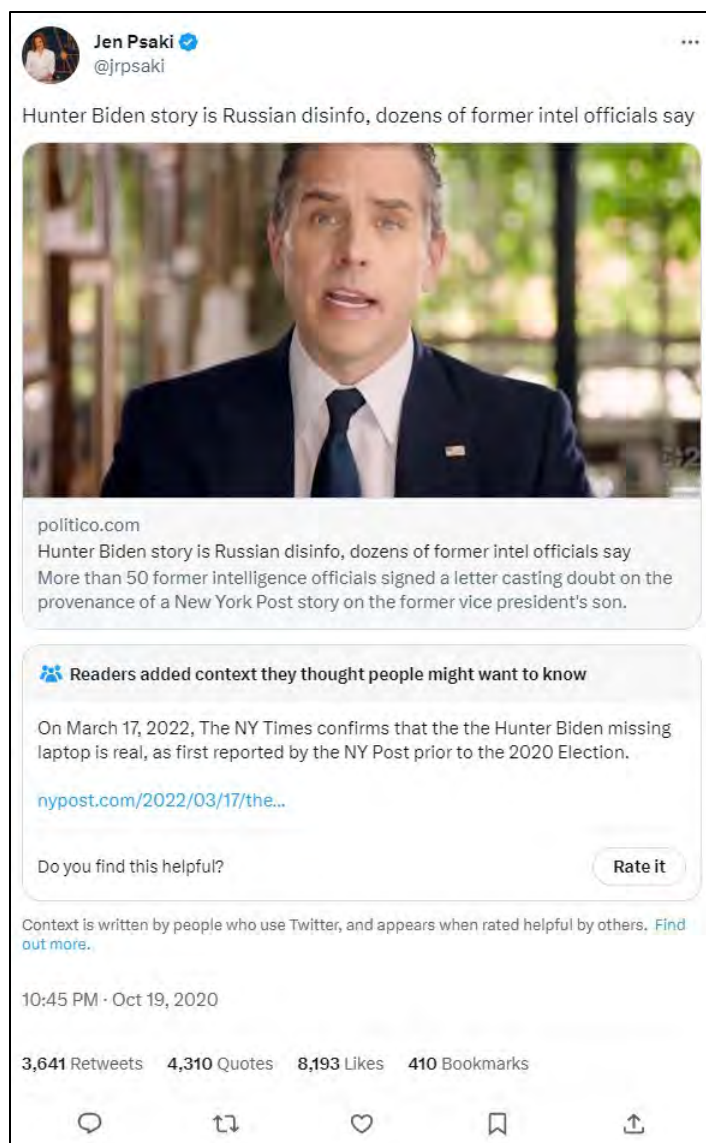 Jen Psaki
@jrpsaki
Hunter Biden story is Russian disinfo, dozens of former intel officials say
politico.com
Hunter Biden story is Russian disinfo, dozens of former intel officials say
More than 50 former intelligence officials signed a letter casting doubt on the
provenance of a New York Post story on the former vice president's son.
Readers added context they thought people might want to know
On March 17, 2022, The NY Times confirms that the the Hunter Biden missing
laptop is real, as first reported by the NY Post prior to the 2020 Election.
nypost.com/2022/03/17/the...
Do you find this helpful?
Rate it
Context is written by people who use Twitter, and appears when rated helpful by others. Find
out more.
10:45 PM · Oct 19, 2020
3,641 Retweets 4,310 Quotes 8,193 Likes 410 Bookmarks